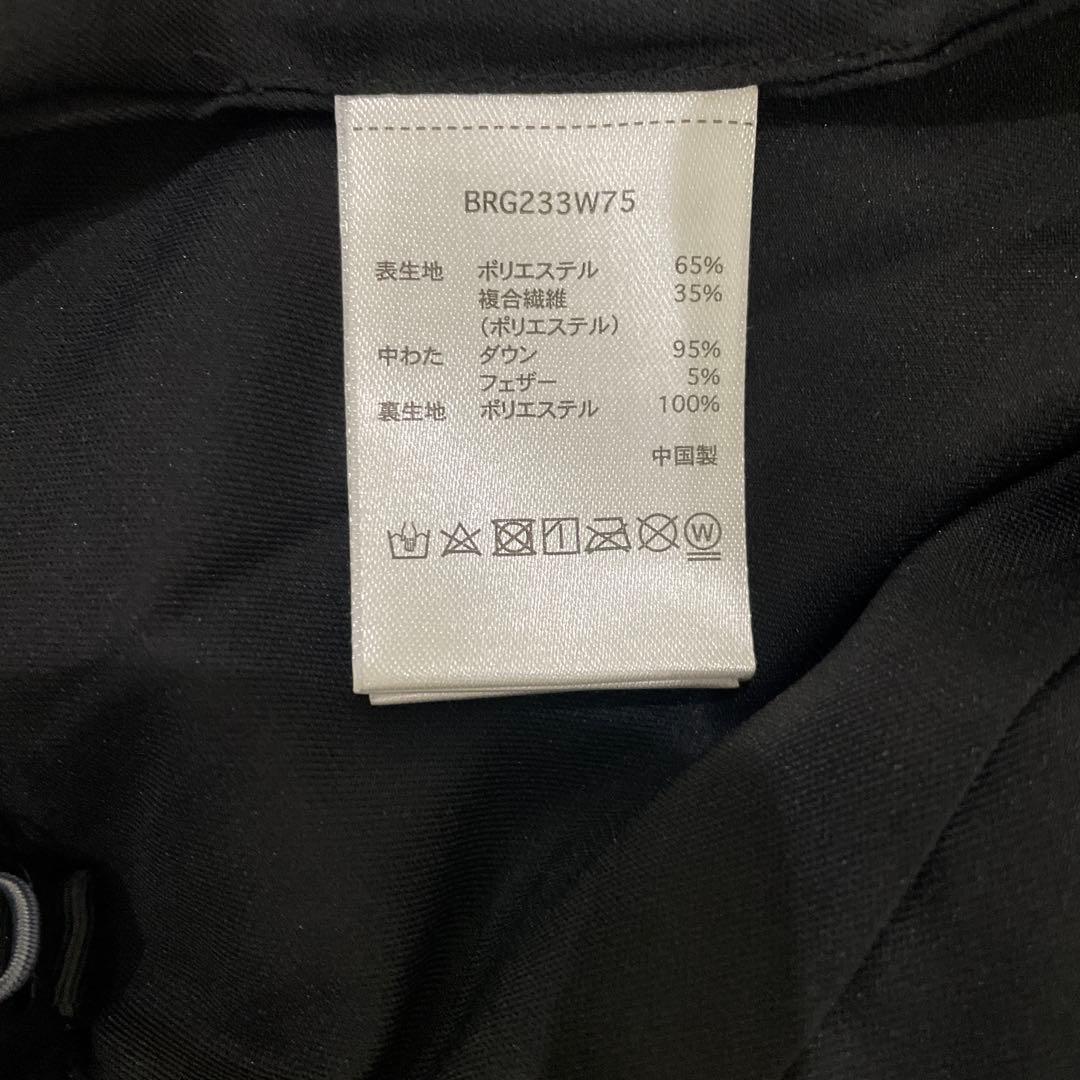 BRG233W75
表生地 ポリエステル 65%
複合繊維 35%
(ポリエステル)
中わた ダウン 95%
フェザー 5%
裏生地 ポリエステル 100%
中国製
W